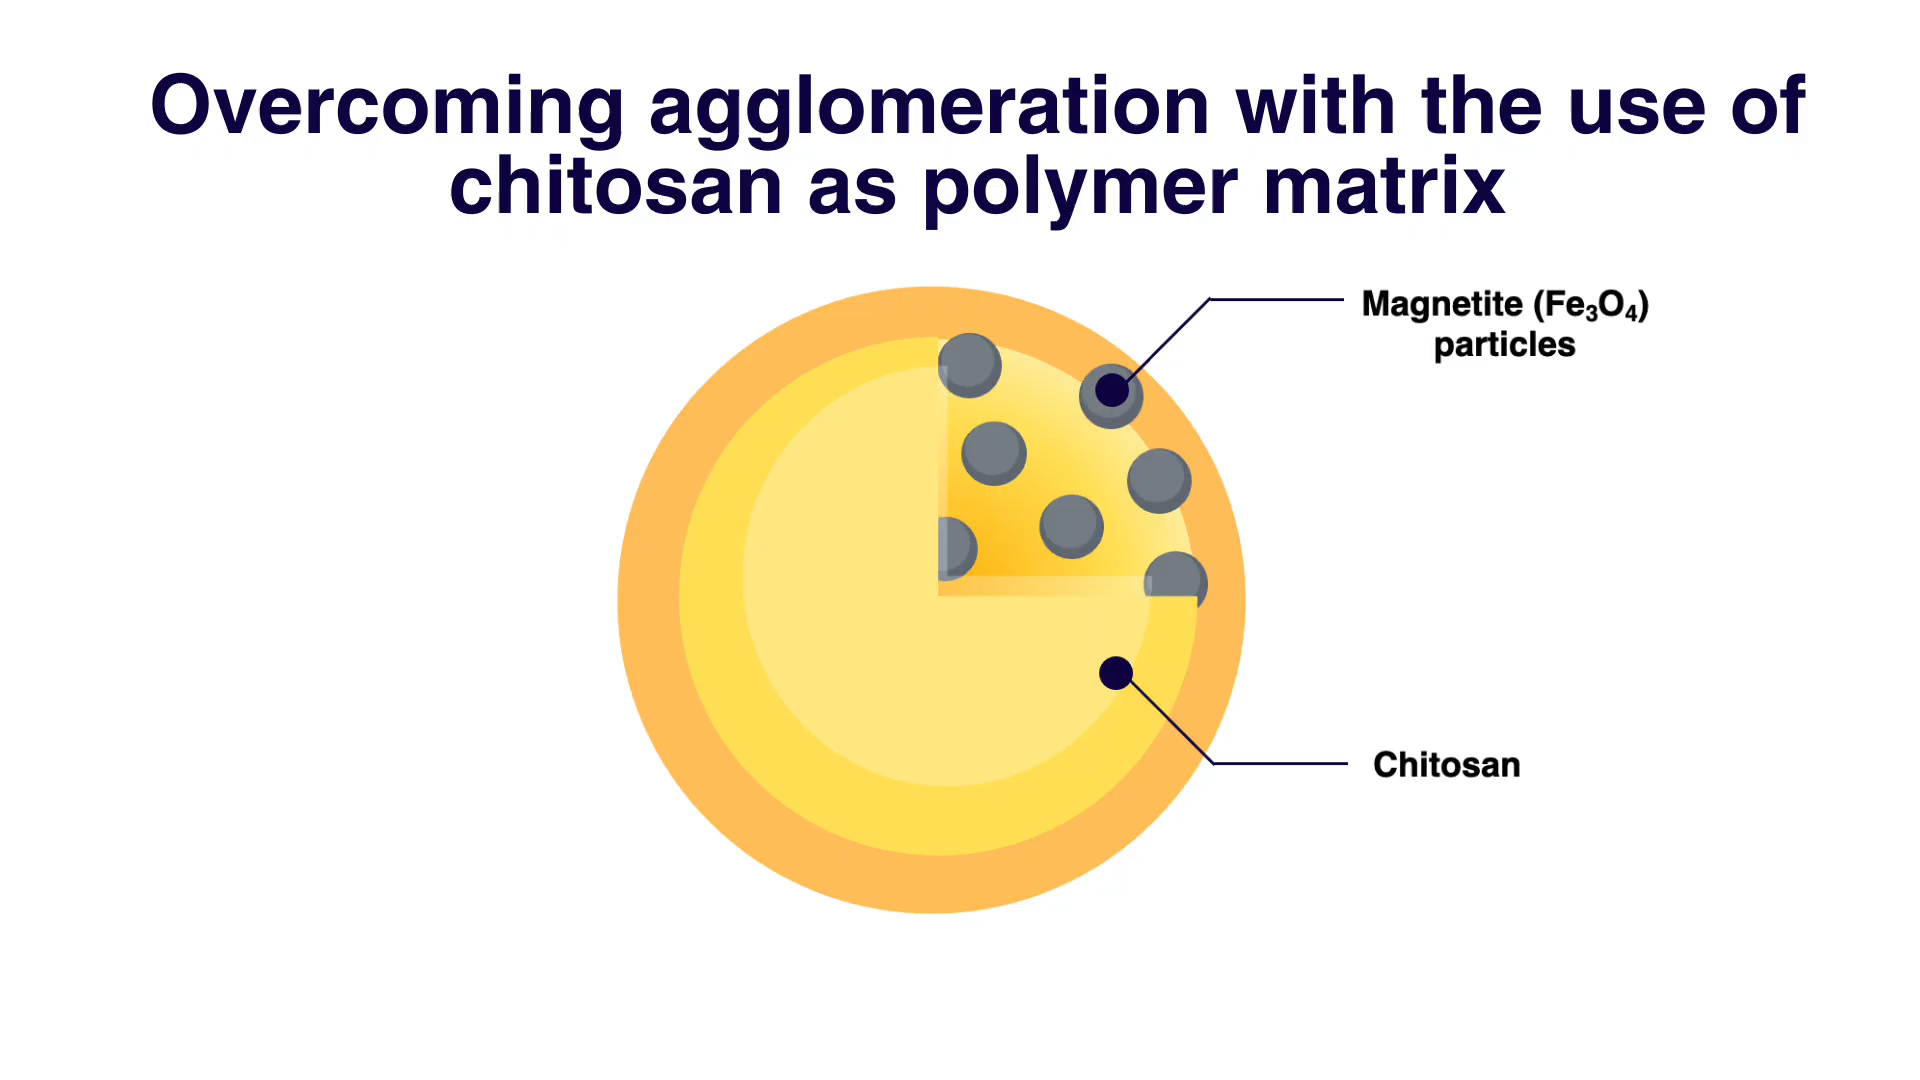 Overcoming agglomeration with the use of
chitosan as polymer matrix
Magnetite (Fe₃O₄)
particles
Chitosan